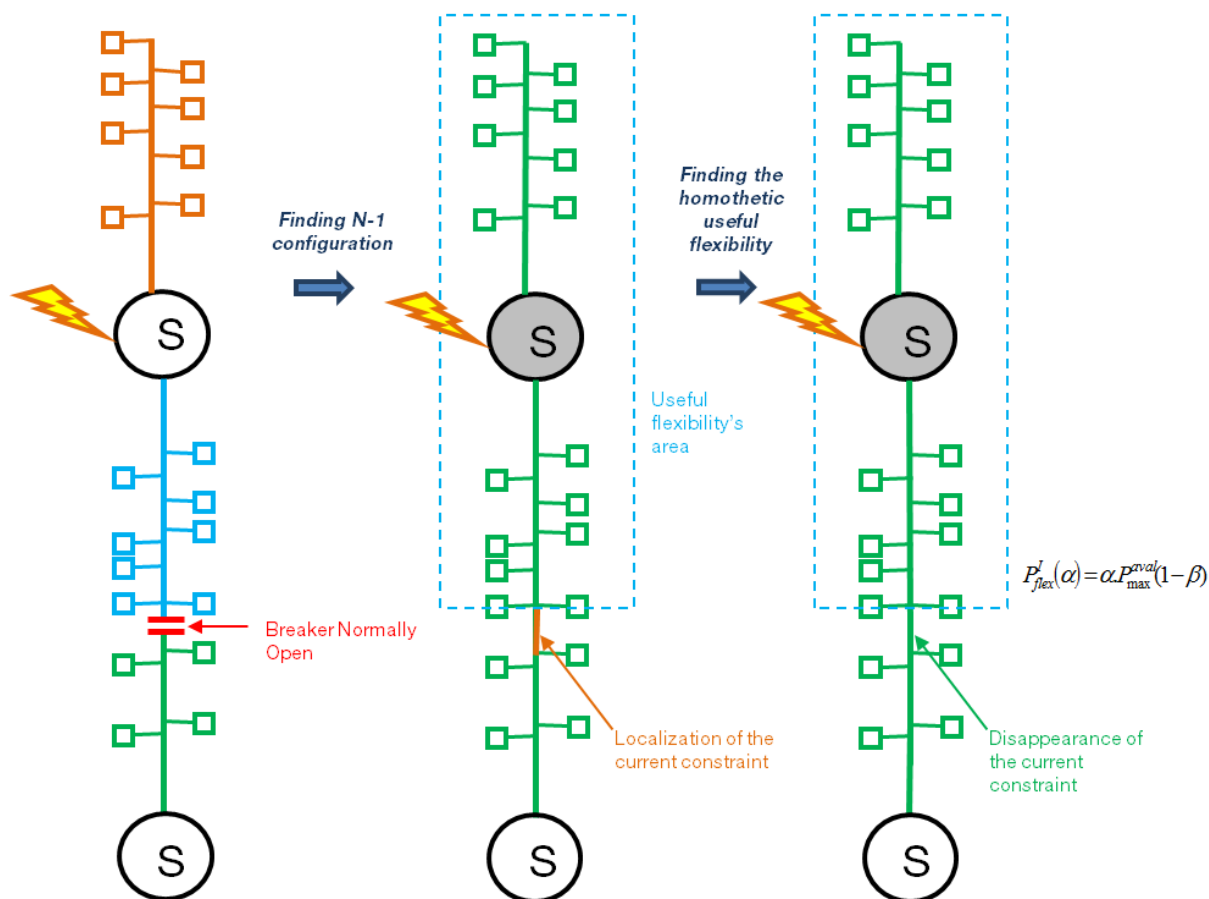 Finding N-1
configuration
Finding the
homothetic
useful
flexibility
S
S
S
Useful
flexibility's
area
P^I_flex(α)=α.P^aval_max(1−β)
Breaker Normally
Open
Localization of the
current constraint
Disappearance of
the current
constraint
S
S
S